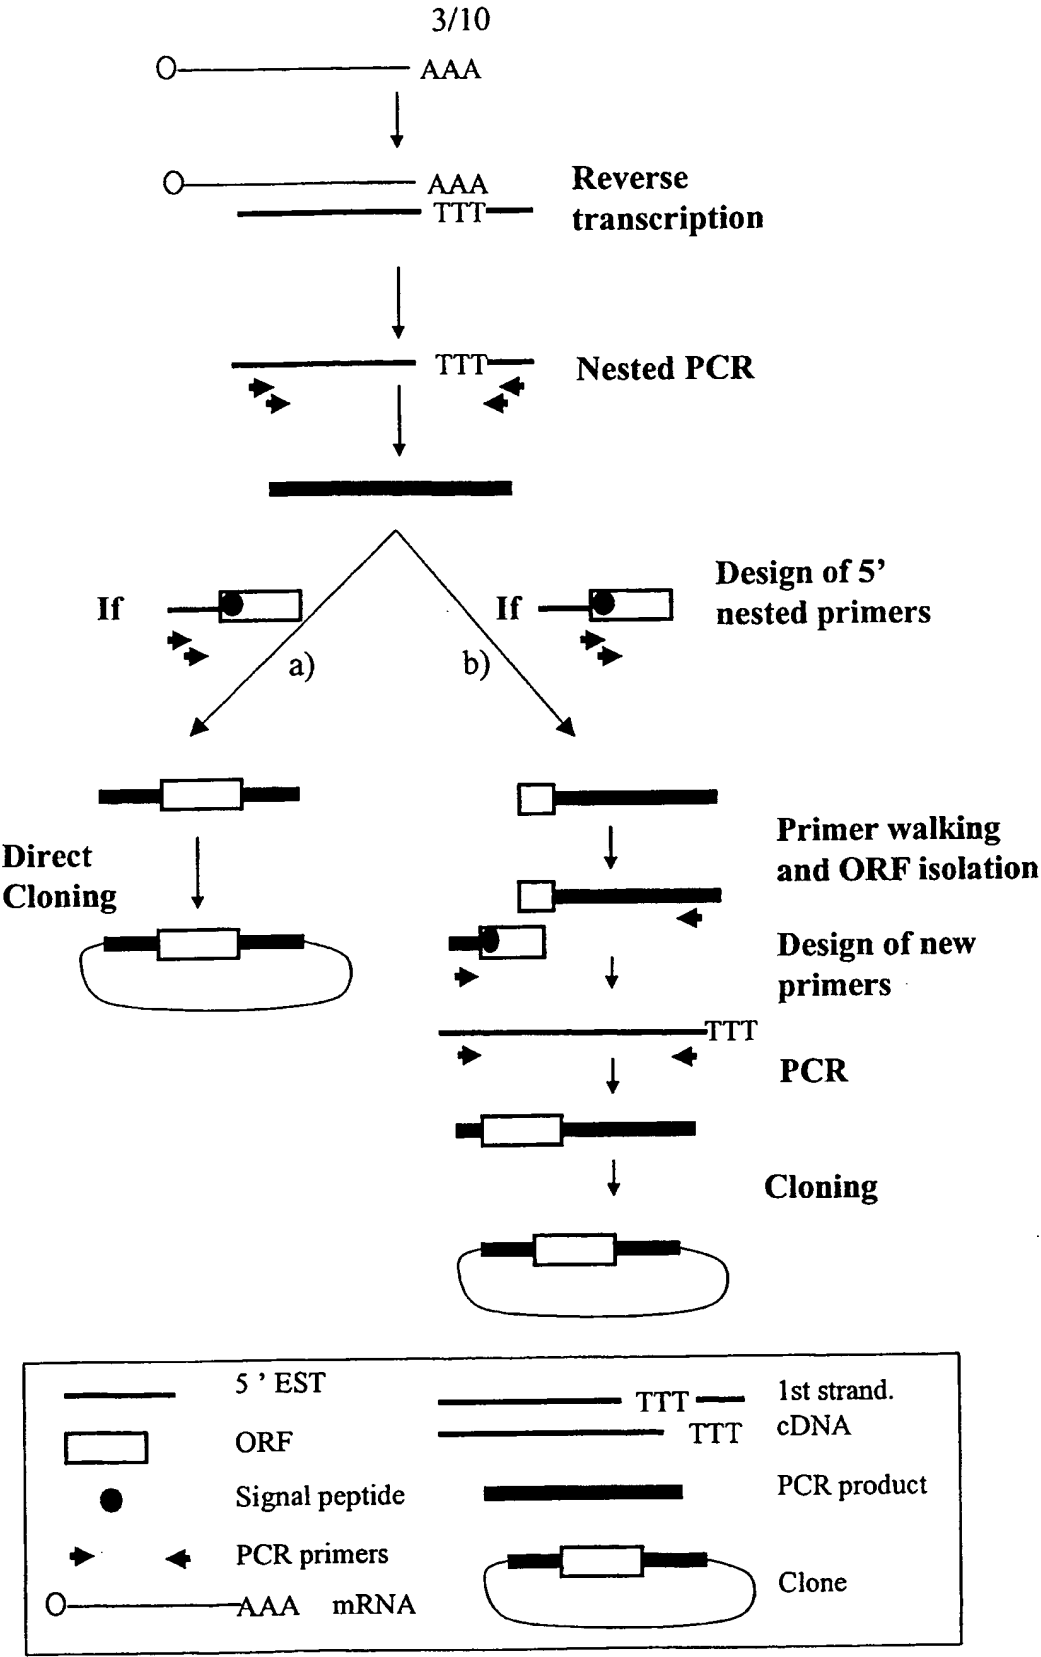 3/10
AAA
AAA
TTT
Reverse
transcription
TTT
Nested PCR
If
If
Design of 5'
nested primers
a)
b)
Direct
Cloning
Primer walking
and ORF isolation
Design of new
primers
TTT
PCR
Cloning
5 ' EST
ORF
Signal peptide
PCR primers
AAA mRNA
TTT
TTT
1st strand.
cDNA
PCR product
Clone